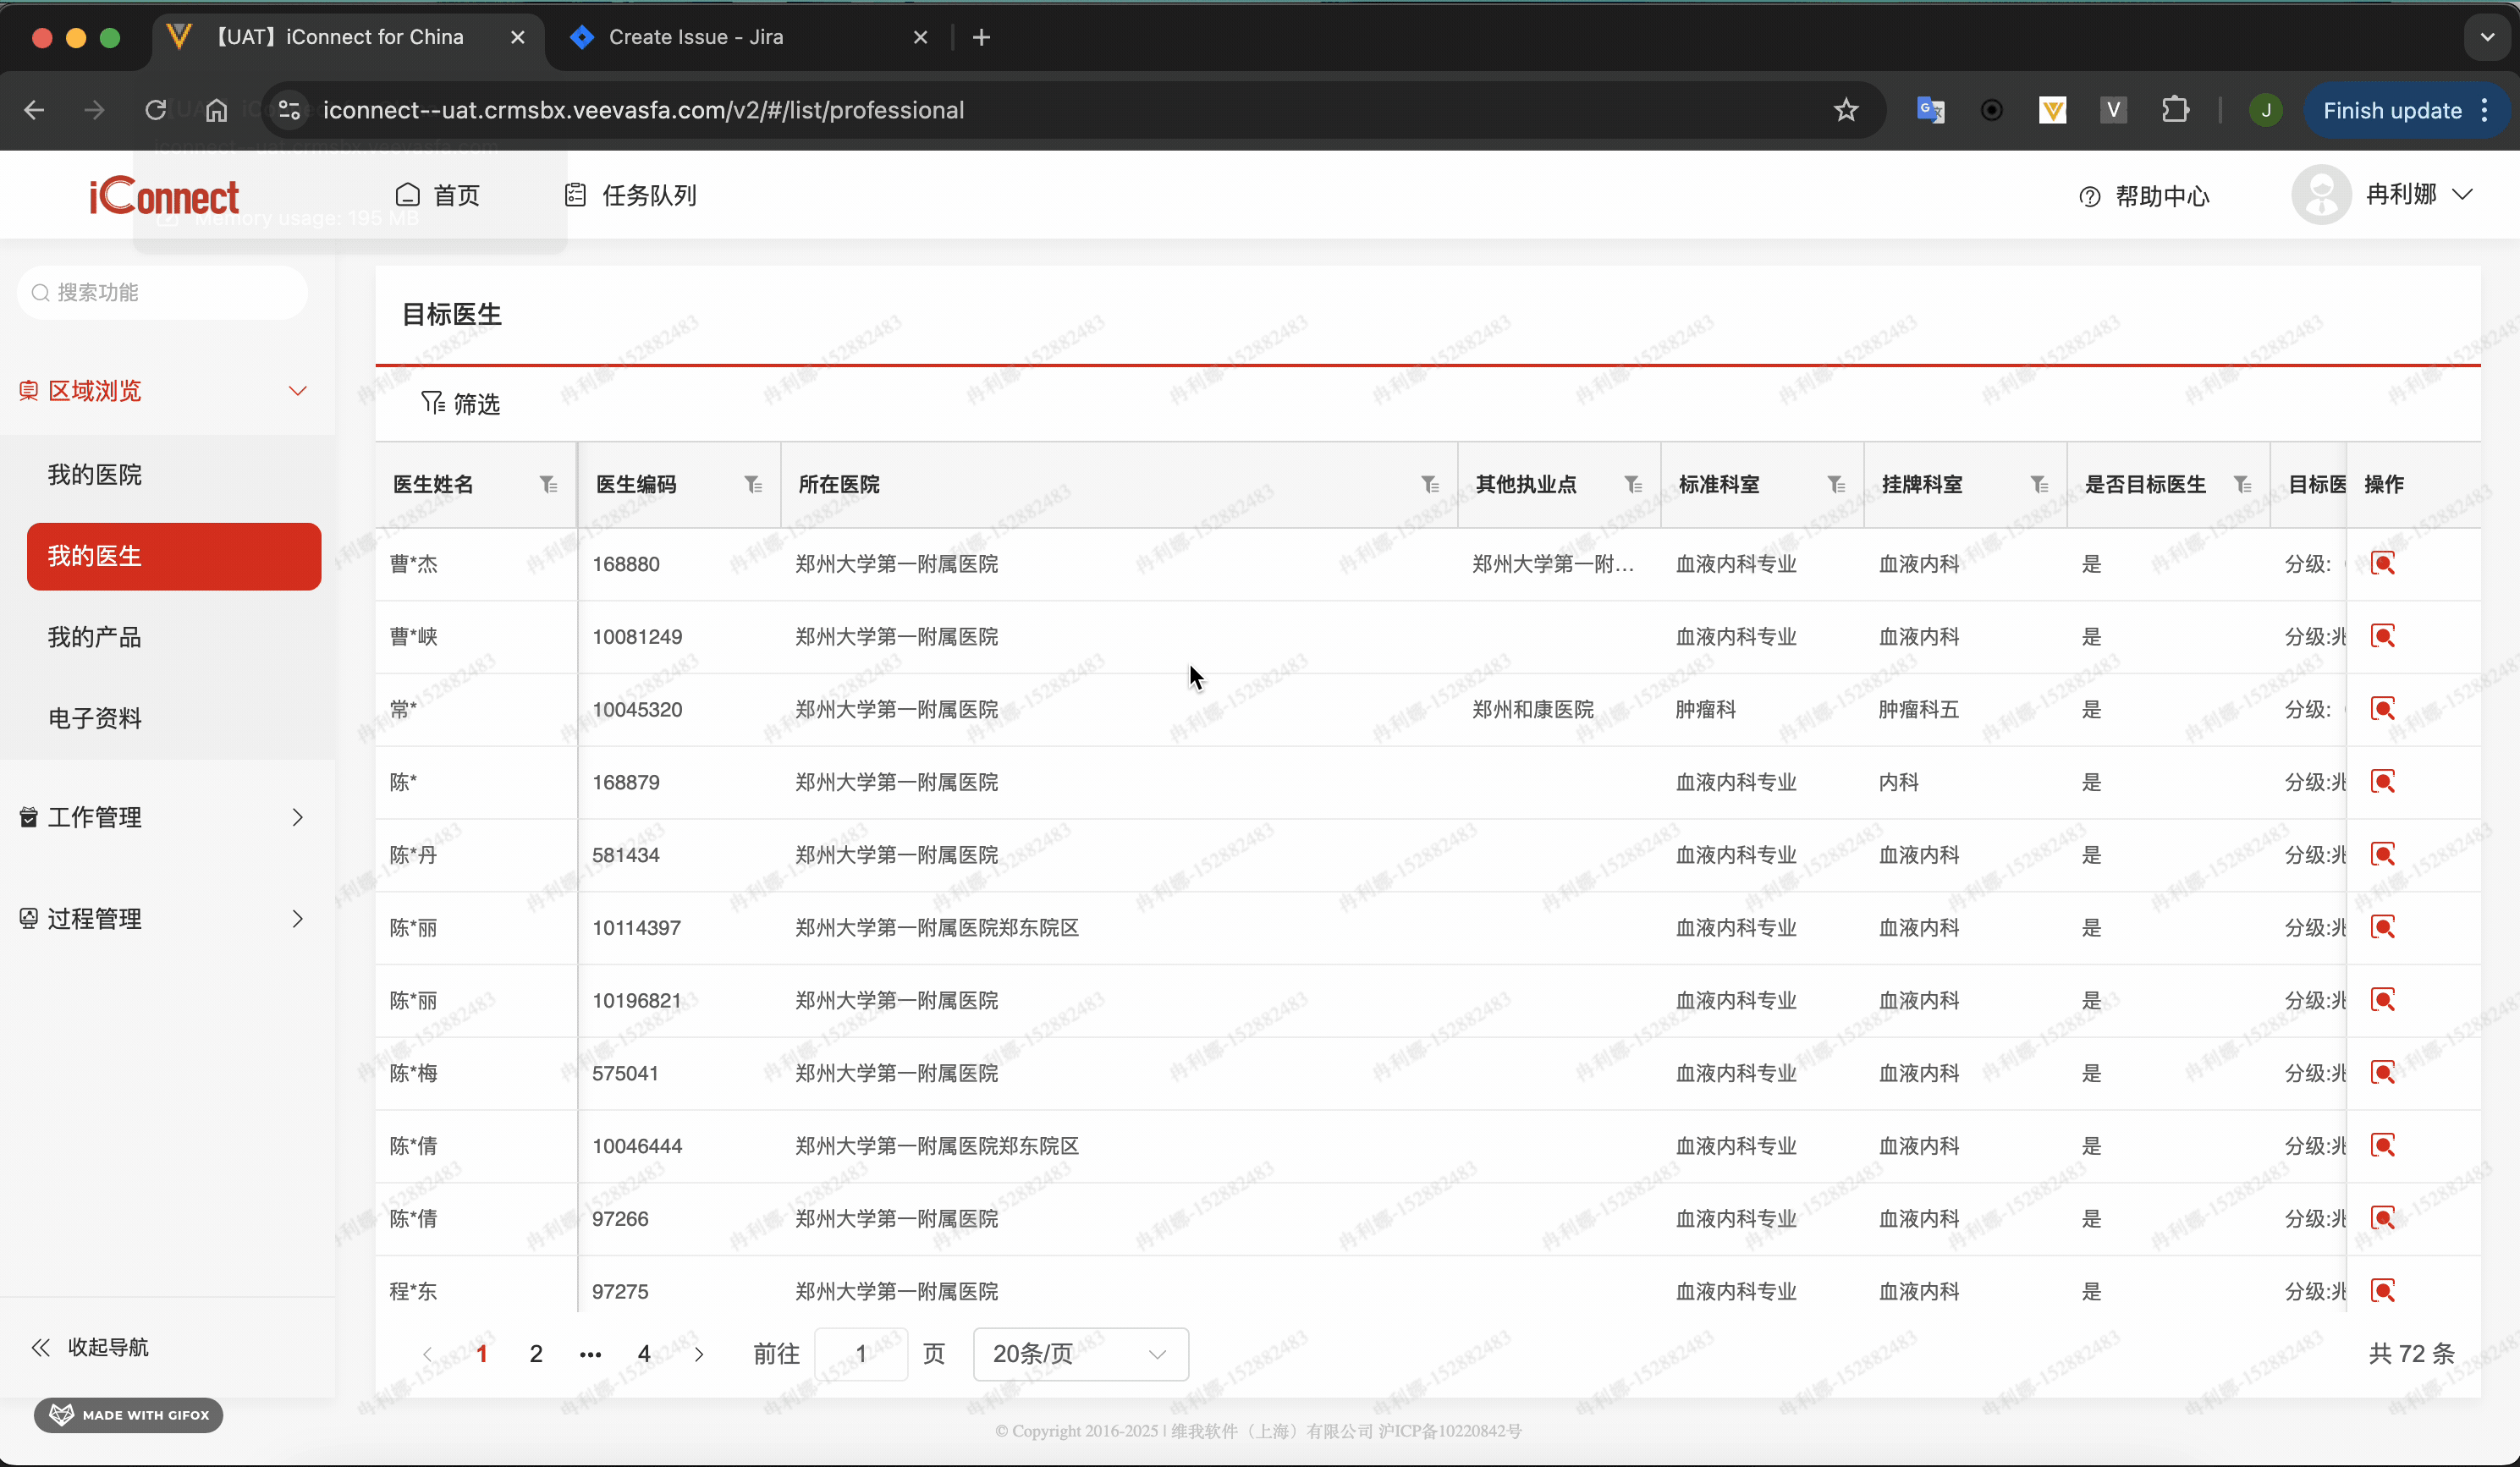 【UAT】iConnect for China
Create Issue - Jira
iconnect--uat.crmsbx.veevasfa.com/v2/#/list/professional
Finish update
J
V
iConnect
首页
任务队列
帮助中心
冉利娜
Memory usage: 195 MB
搜索功能
区域浏览
我的医院
我的医生
我的产品
电子资料
工作管理
过程管理
收起导航
MADE WITH GIFOX
目标医生
筛选
医生姓名 医生编码 所在医院 其他执业点 标准科室 挂牌科室 是否目标医生 目标医 操作
曹*杰 168880 郑州大学第一附属医院 郑州大学第一附... 血液内科专业 血液内科 是 分级:
曹*峡 10081249 郑州大学第一附属医院 血液内科专业 血液内科 是 分级:
常* 10045320 郑州大学第一附属医院 郑州和康医院 肿瘤科 肿瘤科五 是 分级:
陈* 168879 郑州大学第一附属医院 血液内科专业 内科 是 分级:
陈*丹 581434 郑州大学第一附属医院 血液内科专业 血液内科 是 分级:
陈*丽 10114397 郑州大学第一附属医院郑东院区 血液内科专业 血液内科 是 分级:
陈*丽 10196821 郑州大学第一附属医院 血液内科专业 血液内科 是 分级:
陈*梅 575041 郑州大学第一附属医院 血液内科专业 血液内科 是 分级:
陈*倩 10046444 郑州大学第一附属医院郑东院区 血液内科专业 血液内科 是 分级:
陈*倩 97266 郑州大学第一附属医院 血液内科专业 血液内科 是 分级:
程*东 97275 郑州大学第一附属医院 血液内科专业 血液内科 是 分级:
1 2 ••• 4 前往 1 页 20条/页 共 72 条
© Copyright 2016-2025 | 维我软件（上海）有限公司 沪ICP备10220842号
冉利娜-152882483